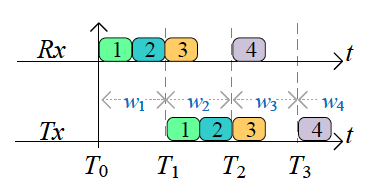 Rx 1 2 3 4 t
w₁ w₂ w₃ w₄
Tx 1 2 3 4 t
T₀ T₁ T₂ T₃